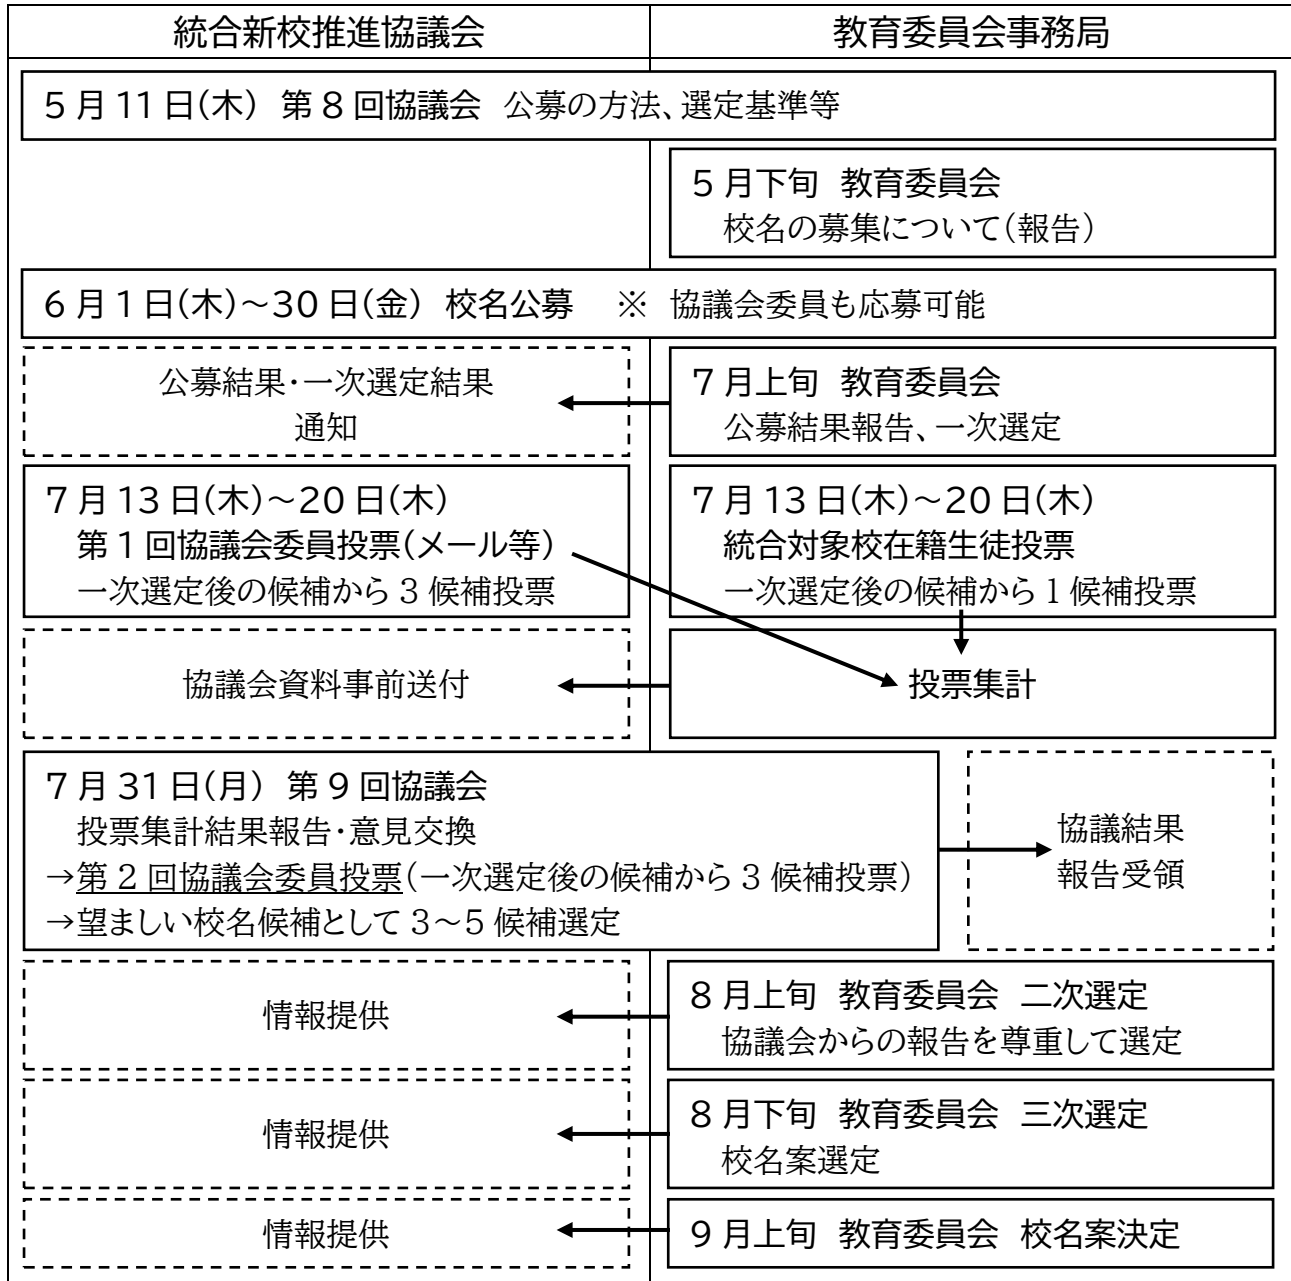 統合新校推進協議会
教育委員会事務局
5月11日(木) 第8回協議会 公募の方法、選定基準等
5月下旬 教育委員会
校名の募集について(報告)
6月1日(木)~30日(金) 校名公募 ※ 協議会委員も応募可能
公募結果・一次選定結果
通知
7月上旬 教育委員会
公募結果報告、一次選定
7月13日(木)~20日(木)
第1回協議会委員投票(メール等)
一次選定後の候補から3候補投票
7月13日(木)~20日(木)
統合対象校在籍生徒投票
一次選定後の候補から1候補投票
協議会資料事前送付
投票集計
7月31日(月) 第9回協議会
投票集計結果報告・意見交換
→第2回協議会委員投票(一次選定後の候補から3候補投票)
→望ましい校名候補として3~5候補選定
協議結果
報告受領
情報提供
8月上旬 教育委員会 二次選定
協議会からの報告を尊重して選定
情報提供
8月下旬 教育委員会 三次選定
校名案選定
情報提供
9月上旬 教育委員会 校名案決定